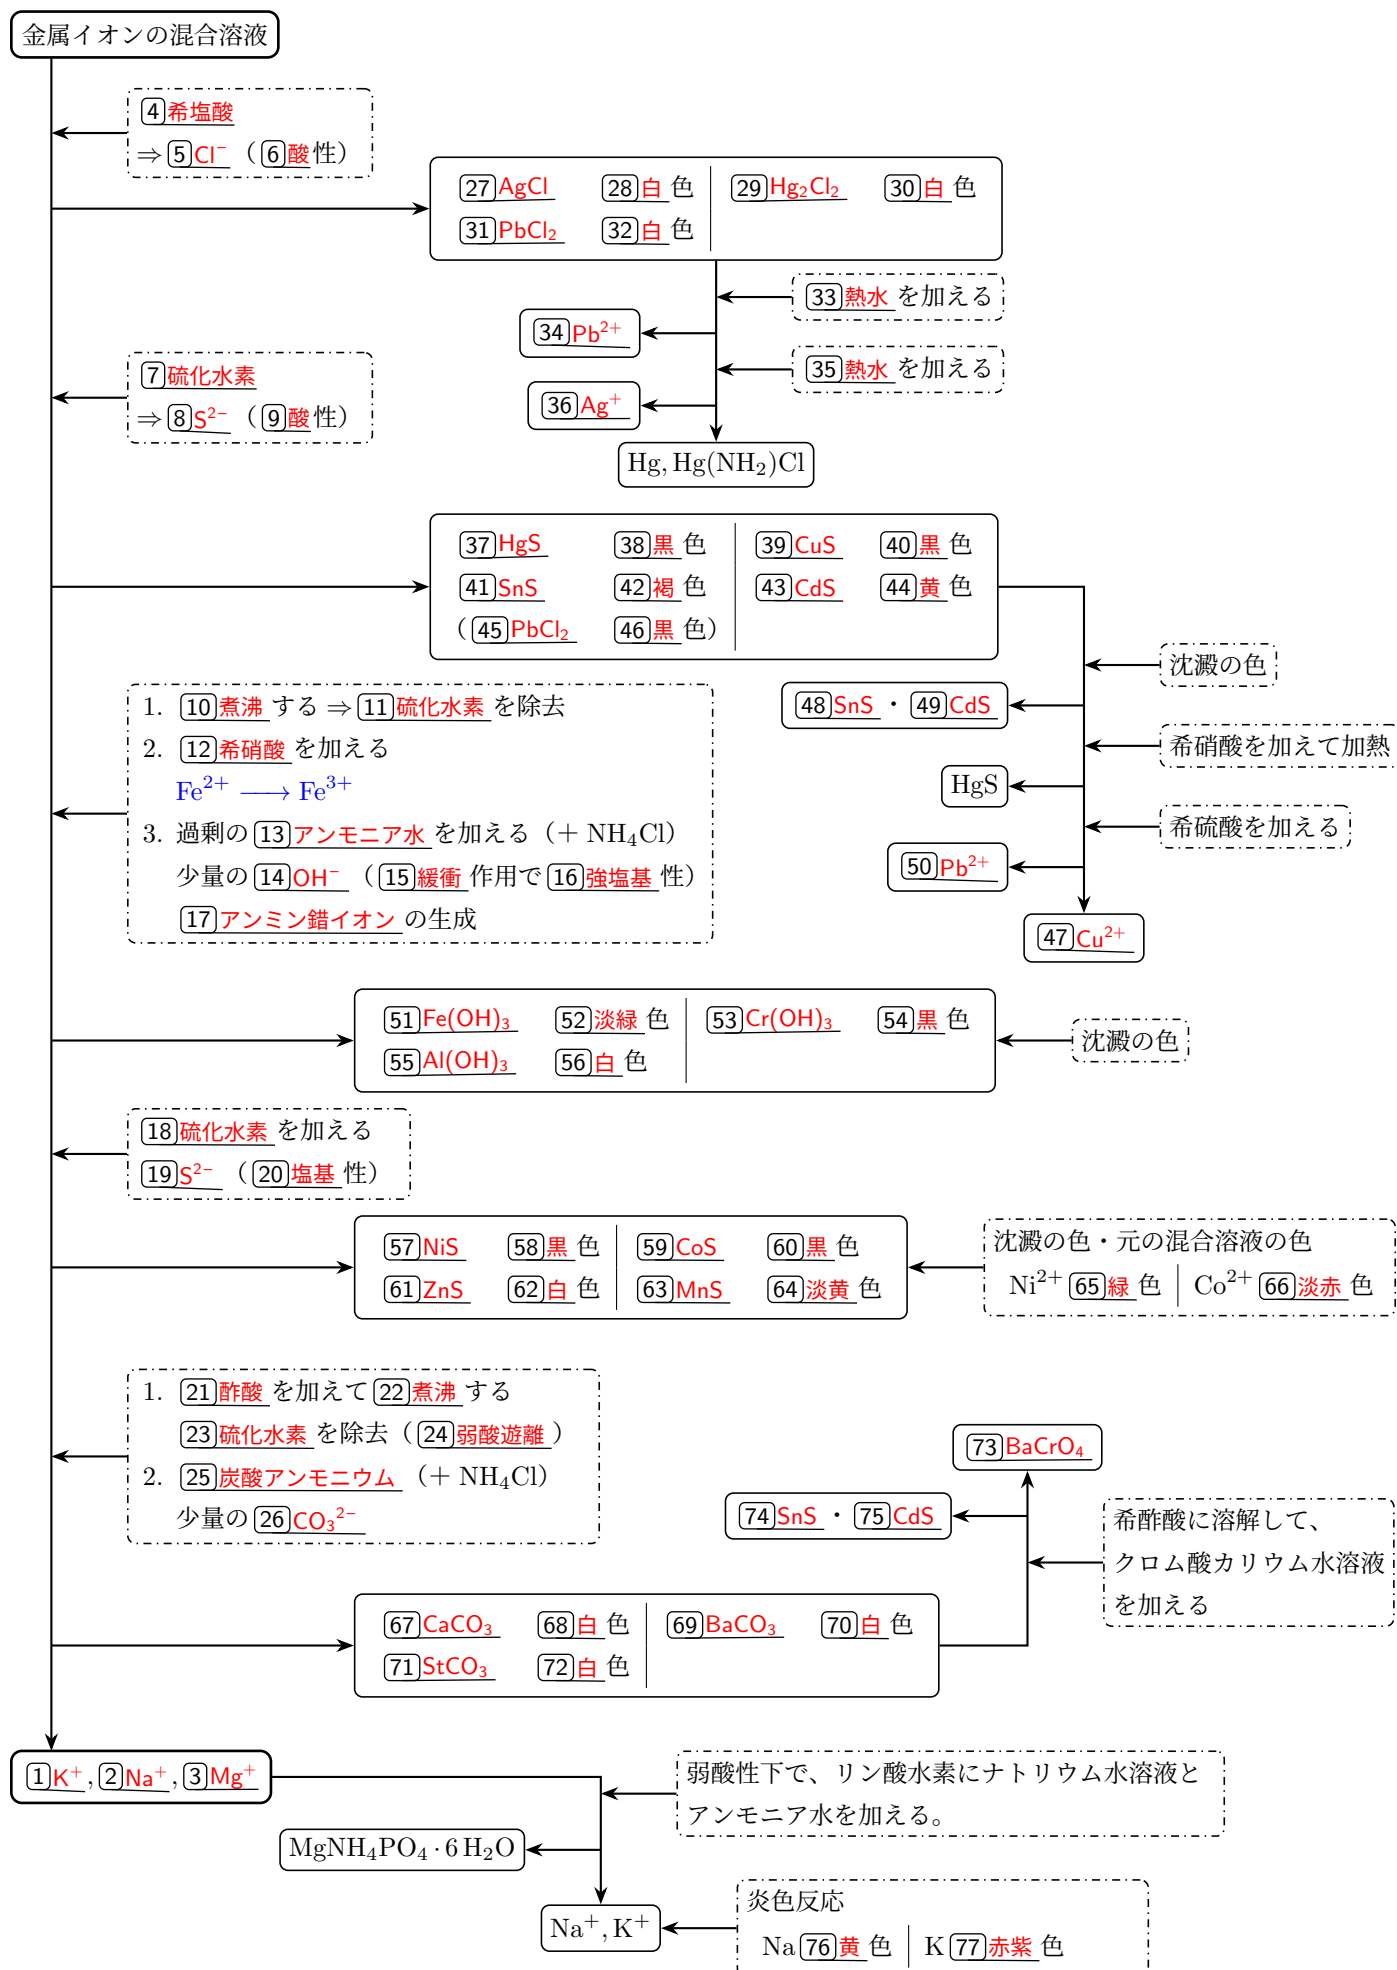 金属イオンの混合溶液
4 希塩酸
⇒ 5 Cl⁻ （ 6 酸 性）
27 AgCl 28 白 色 29 Hg₂Cl₂ 30 白 色
31 PbCl₂ 32 白 色
33 熱水 を加える
34 Pb²⁺
35 熱水 を加える
36 Ag⁺
Hg, Hg(NH₂)Cl
7 硫化水素
⇒ 8 S²⁻ （ 9 酸 性）
37 HgS 38 黒 色 39 CuS 40 黒 色
41 SnS 42 褐 色 43 CdS 44 黄 色
（ 45 PbCl₂ 46 黒 色）
沈澱の色
48 SnS ・ 49 CdS
希硝酸を加えて加熱
HgS
希硫酸を加える
50 Pb²⁺
47 Cu²⁺
1. 10 煮沸 する ⇒ 11 硫化水素 を除去
2. 12 希硝酸 を加える
Fe²⁺ ⟶ Fe³⁺
3. 過剰の 13 アンモニア水 を加える（+ NH₄Cl）
少量の 14 OH⁻ （ 15 緩衝 作用で 16 強塩基 性）
17 アンミン錯イオン の生成
51 Fe(OH)₃ 52 淡緑 色 53 Cr(OH)₃ 54 黒 色
55 Al(OH)₃ 56 白 色
沈澱の色
18 硫化水素 を加える
19 S²⁻ （ 20 塩基 性）
57 NiS 58 黒 色 59 CoS 60 黒 色
61 ZnS 62 白 色 63 MnS 64 淡黄 色
沈澱の色・元の混合溶液の色
Ni²⁺ 65 緑 色 Co²⁺ 66 淡赤 色
1. 21 酢酸 を加えて 22 煮沸 する
23 硫化水素 を除去（ 24 弱酸遊離 ）
2. 25 炭酸アンモニウム （+ NH₄Cl）
少量の 26 CO₃²⁻
73 BaCrO₄
74 SnS ・ 75 CdS
希酢酸に溶解して、
クロム酸カリウム水溶液
を加える
67 CaCO₃ 68 白 色 69 BaCO₃ 70 白 色
71 StCO₃ 72 白 色
1 K⁺, 2 Na⁺, 3 Mg⁺
弱酸性下で、リン酸水素にナトリウム水溶液と
アンモニア水を加える。
MgNH₄PO₄·6H₂O
Na⁺, K⁺
炎色反応
Na 76 黄 色 K 77 赤紫 色